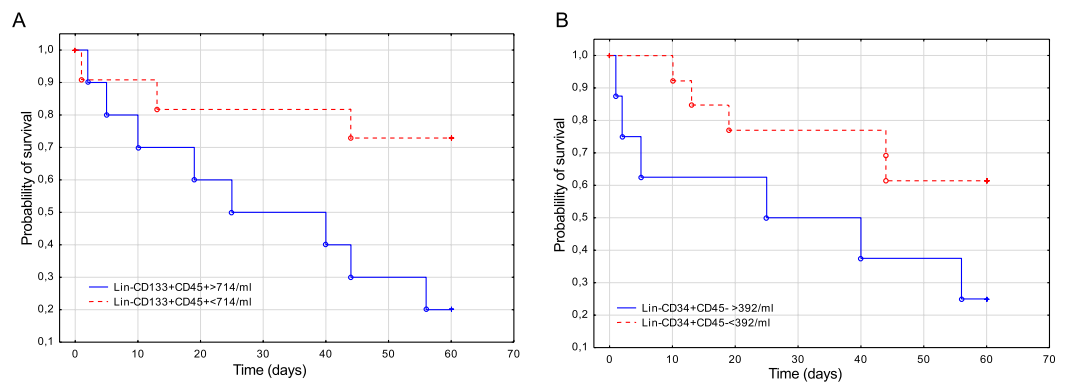 A
Probablility of survival
1,0
0,9
0,8
0,7
0,6
0,5
0,4
0,3
0,2
0,1
Lin-CD133+CD45+>714/ml
Lin-CD133+CD45+<714/ml
0 10 20 30 40 50 60 70
Time (days)
B
Probablility of survival
1,0
0,9
0,8
0,7
0,6
0,5
0,4
0,3
0,2
0,1
Lin-CD34+CD45- >392/ml
Lin-CD34+CD45-<392/ml
0 10 20 30 40 50 60 70
Time (days)